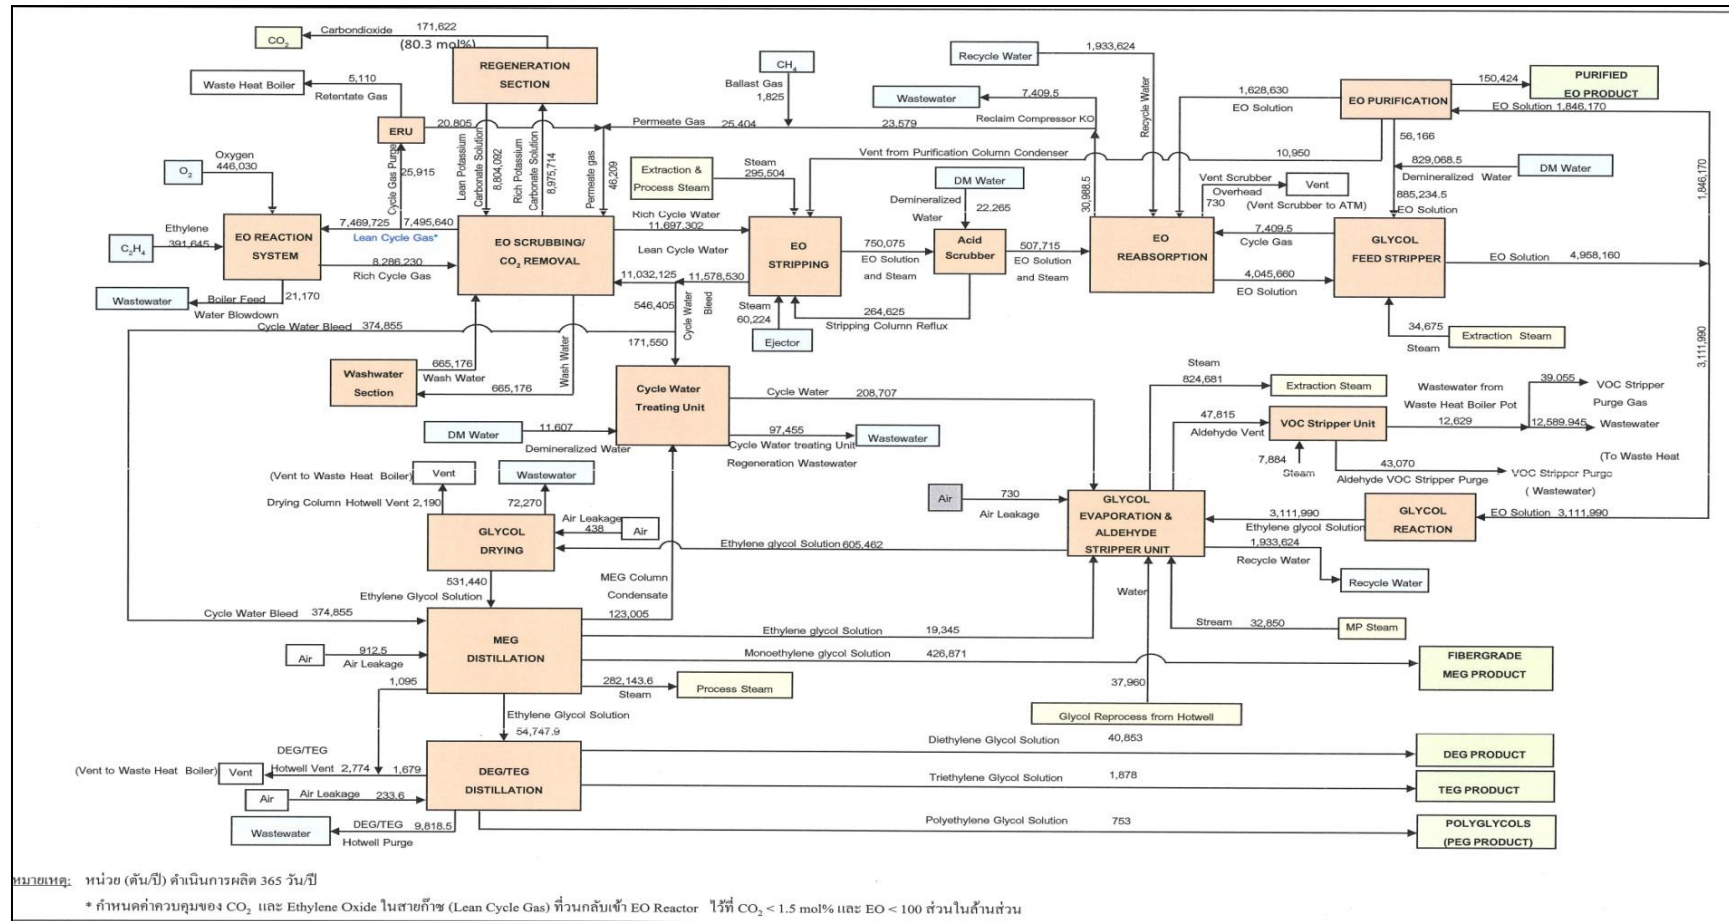 Carbondioxide 171,622
(80.3 mol%)
CO2
REGENERATION
SECTION
Waste Heat Boiler
5,110
Retentate Gas
ERU
20,805
Permeate Gas
25,404
23,579
CH4
Ballast Gas
1,825
Wastewater
7,409.5
Reclaim Compressor KO
Recycle Water
1,933,624
Recycle Water
1,628,630
EO Solution
EO PURIFICATION
150,424
PURIFIED
EO PRODUCT
EO Solution 1,846,170
56,166
Oxygen
446,030
O2
Cycle Gas Purge
25,915
Lean Potassium
Carbonate Solution
8,804,092
Rich Potassium
Carbonate Solution
8,975,714
Permeate gas
46,209
Extraction &
Process Steam
Steam
295,504
Vent from Purification Column Condenser
10,950
DM Water
Demineralized
Water
22,265
30,988.5
Vent Scrubber
Overhead
730
Vent
(Vent Scrubber to ATM)
829,068.5
Demineralized Water
DM Water
885,234.5
EO Solution
1,846,170
Ethylene
391,645
C2H4
EO REACTION
SYSTEM
7,469,725
7,495,640
Lean Cycle Gas*
8,286,230
Rich Cycle Gas
EO SCRUBBING/
CO2 REMOVAL
Rich Cycle Water
11,697,302
Lean Cycle Water
11,032,125
11,578,530
EO
STRIPPING
750,075
EO Solution
and Steam
Acid
Scrubber
507,715
EO Solution
and Steam
EO
REABSORPTION
7,409.5
Cycle Gas
4,045,660
EO Solution
GLYCOL
FEED STRIPPER
EO Solution
4,958,160
Wastewater
Boiler Feed
21,170
Water Blowdown
Cycle Water Bleed
374,855
546,405
Cycle Water
Bleed
171,550
Steam
60,224
Ejector
264,625
Stripping Column Reflux
34,675
Steam
Extraction Steam
3,111,990
Washwater
Section
665,176
Wash Water
665,176
Wash Water
Cycle Water
Treating Unit
Cycle Water
208,707
97,455
Cycle Water treating Unit
Regeneration Wastewater
Wastewater
DM Water
11,607
Demineralized Water
Steam
824,681
Extraction Steam
47,815
Aldehyde Vent
VOC Stripper Unit
Wastewater from
Waste Heat Boiler Pot
12,629
39,055
VOC Stripper
Purge Gas
12,589.945
Wastewater
(To Waste Heat
7,884
Steam
43,070
Aldehyde VOC Stripper Purge
VOC Stripper Purge
( Wastewater)
(Vent to Waste Heat Boiler)
Vent
Wastewater
Drying Column Hotwell Vent 2,190
72,270
GLYCOL
DRYING
Air Leakage
438
Air
Air
730
Air Leakage
GLYCOL
EVAPORATION &
ALDEHYDE
STRIPPER UNIT
3,111,990
Ethylene glycol Solution
GLYCOL
REACTION
EO Solution 3,111,990
1,933,624
Recycle Water
Recycle Water
Ethylene glycol Solution 605,462
531,440
Ethylene Glycol Solution
MEG Column
Condensate
123,005
Water
Cycle Water Bleed
374,855
MEG
DISTILLATION
Ethylene glycol Solution
19,345
Stream
32,850
MP Steam
Air
912.5
Air Leakage
Monoethylene glycol Solution
426,871
FIBERGRADE
MEG PRODUCT
1,095
282,143.6
Steam
Process Steam
37,960
Glycol Reprocess from Hotwell
Ethylene Glycol Solution
54,747.9
DEG/TEG
Hotwell Vent 2,774
1,679
(Vent to Waste Heat Boiler)
Vent
DEG/TEG
DISTILLATION
Diethylene Glycol Solution
40,853
DEG PRODUCT
Air
Air Leakage
233.6
Triethylene Glycol Solution
1,878
TEG PRODUCT
Wastewater
DEG/TEG
9,818.5
Hotwell Purge
Polyethylene Glycol Solution
753
POLYGLYCOLS
(PEG PRODUCT)
หมายเหตุ: หน่วย (ตัน/ปี) ดำเนินการผลิต 365 วัน/ปี
* กำหนดค่าควบคุมของ CO2 และ Ethylene Oxide ในสายก๊าซ (Lean Cycle Gas) ที่วนกลับเข้า EO Reactor ไว้ที่ CO2 < 1.5 mol% และ EO < 100 ส่วนในล้านส่วน